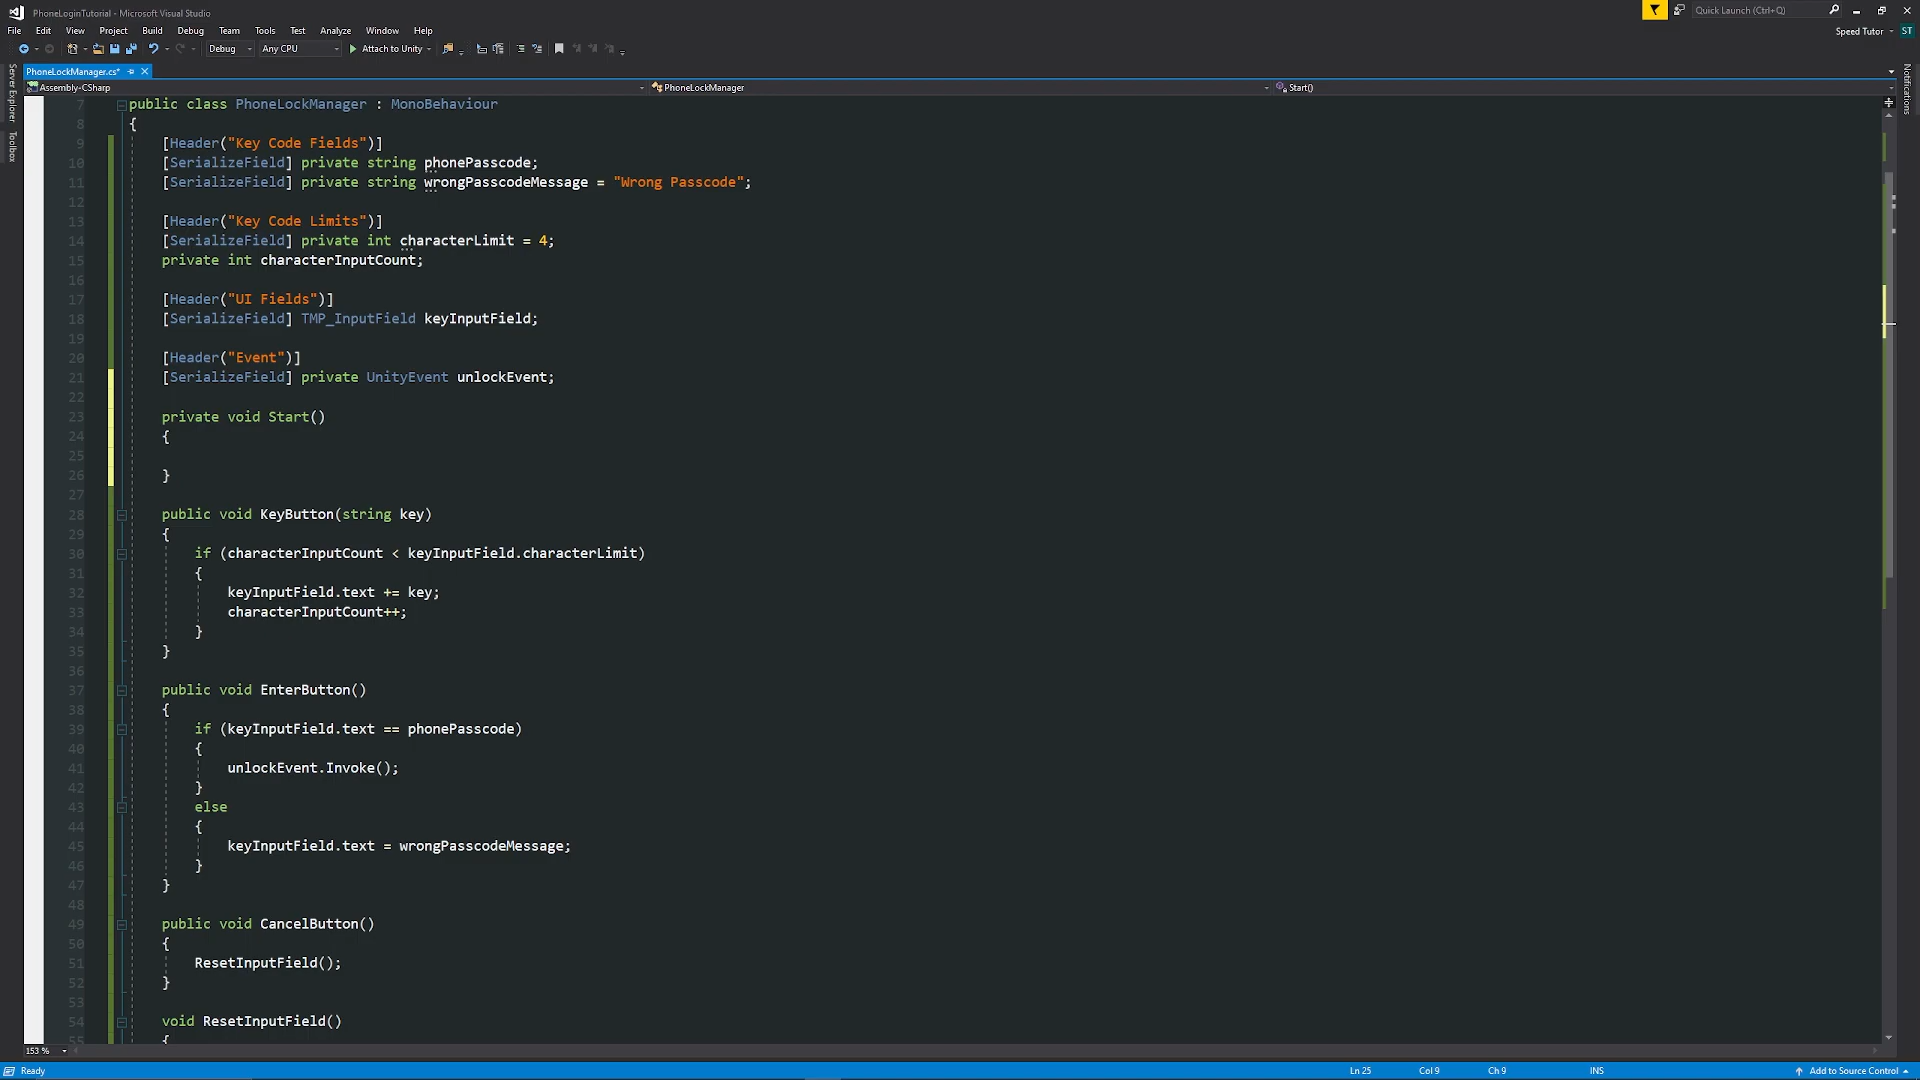 PhoneLoginTutorial - Microsoft Visual Studio
Quick Launch (Ctrl+Q)
File Edit View Project Build Debug Team Tools Test Analyze Window Help
Speed Tutor ST
Debug Any CPU Attach to Unity
PhoneLockManager.cs*
Assembly-CSharp PhoneLockManager Start()
Server Explorer
Toolbox
Notifications
7 public class PhoneLockManager : MonoBehaviour
8 {
9 [Header("Key Code Fields")]
10 [SerializeField] private string phonePasscode;
11 [SerializeField] private string wrongPasscodeMessage = "Wrong Passcode";
12
13 [Header("Key Code Limits")]
14 [SerializeField] private int characterLimit = 4;
15 private int characterInputCount;
16
17 [Header("UI Fields")]
18 [SerializeField] TMP_InputField keyInputField;
19
20 [Header("Event")]
21 [SerializeField] private UnityEvent unlockEvent;
22
23 private void Start()
24 {
25
26 }
27
28 public void KeyButton(string key)
29 {
30 if (characterInputCount < keyInputField.characterLimit)
31 {
32 keyInputField.text += key;
33 characterInputCount++;
34 }
35 }
36
37 public void EnterButton()
38 {
39 if (keyInputField.text == phonePasscode)
40 {
41 unlockEvent.Invoke();
42 }
43 else
44 {
45 keyInputField.text = wrongPasscodeMessage;
46 }
47 }
48
49 public void CancelButton()
50 {
51 ResetInputField();
52 }
53
54 void ResetInputField()
55 {
153 %
Ready Ln 25 Col 9 Ch 9 INS Add to Source Control